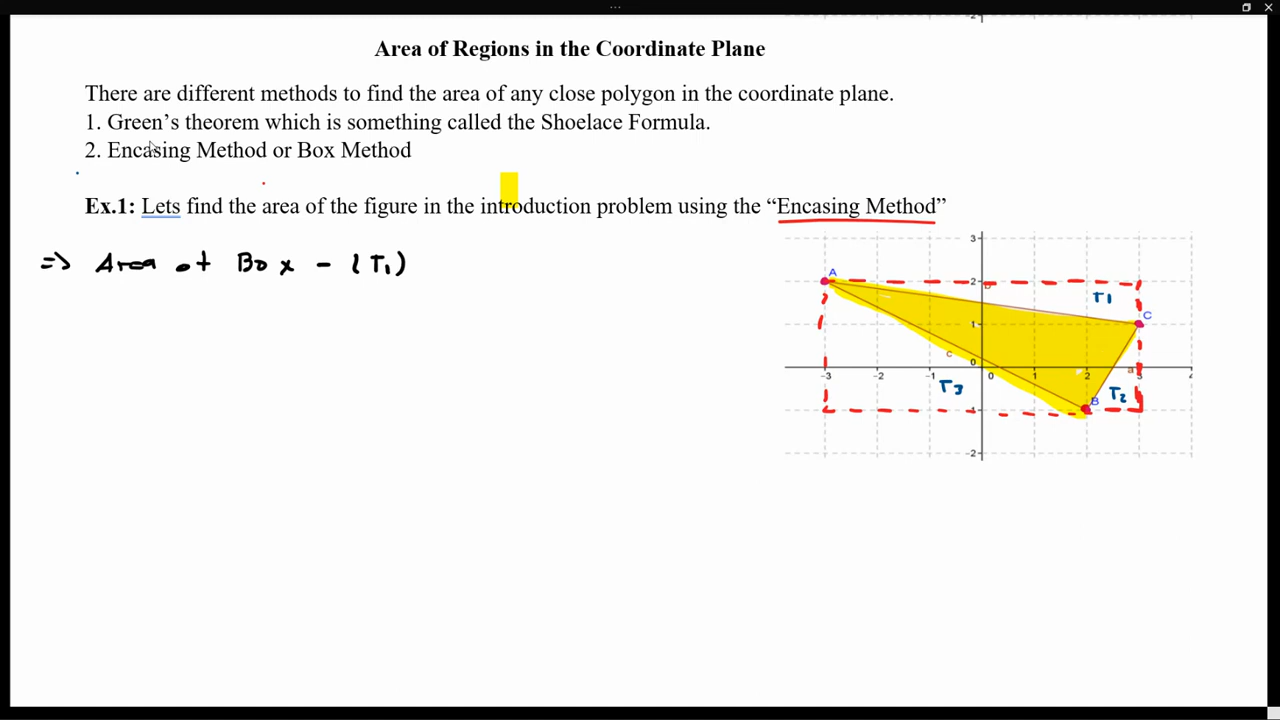 -2
Area of Regions in the Coordinate Plane
There are different methods to find the area of any close polygon in the coordinate plane.
1. Green’s theorem which is something called the Shoelace Formula.
2. Encasing Method or Box Method
Ex.1: Lets find the area of the figure in the introduction problem using the “Encasing Method”
=> Area of Box - (T1)
3
A 2 b T1
1 C
c 0
-3 -2 -1 0 1 2 a 3
T3 B T2
-1
-2